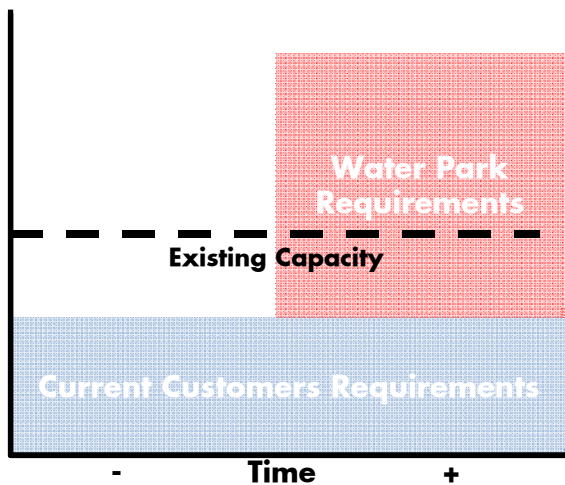 Water Park
Requirements
Existing Capacity
Current Customers Requirements
- Time +